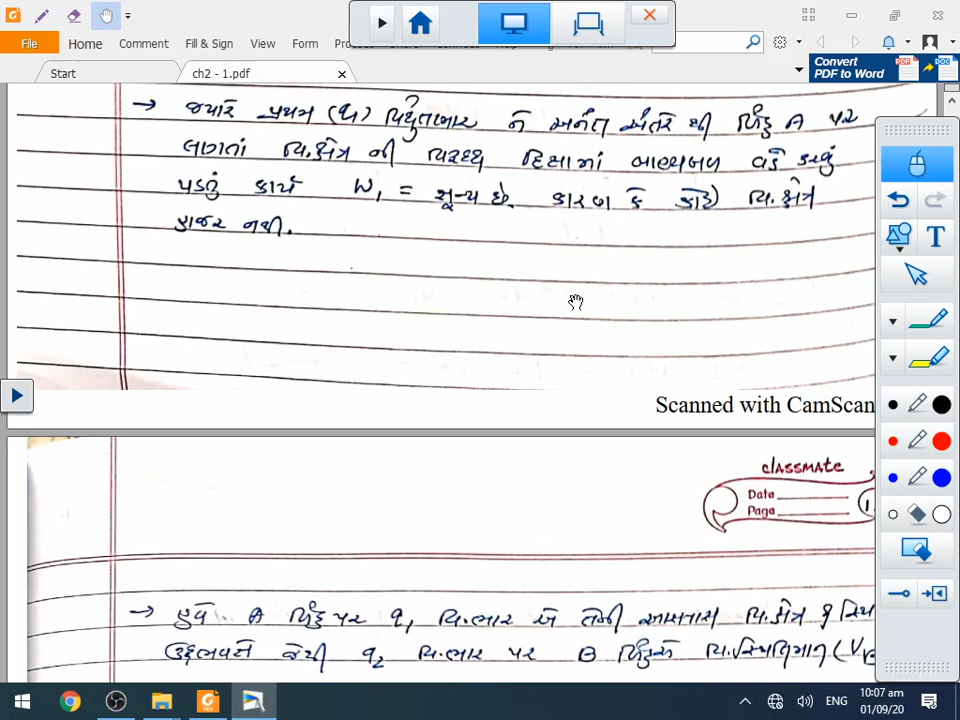 File Home Comment Fill & Sign View Form
Convert
PDF to Word
Start ch2 - 1.pdf
→ જ્યારે પ્રથમ (q₁) વિદ્યુતભાર ને અનંત અંતરે થી બિંદુ A પર
લાગતાં વિ.ક્ષેત્ર ની વિરુધ્ધ દિશામાં બાહ્યબળ વડે કરવું
પડતું કાર્ય W₁ = શૂન્ય છે. કારણ કે કોઈ વિ.ક્ષેત્ર
હાજર નથી.
Scanned with CamScan
classmate
Date
Page
→ હવે A બિંદુ પર q₁ વિ.ભાર એ તેની આસપાસ વિ.ક્ષેત્ર
ઉદ્દભવશે જેથી q₂ વિ.ભાર પર B બિંદુએ વિ.સ્થિતિમાન (V
T
ENG
10:07 am
01/09/20